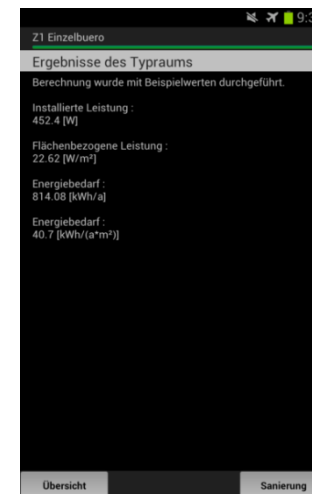 9:3
Z1 Einzelbuero
Ergebnisse des Typraums
Berechnung wurde mit Beispielwerten durchgeführt.
Installierte Leistung :
452.4 [W]
Flächenbezogene Leistung :
22.62 [W/m²]
Energiebedarf :
814.08 [kWh/a]
Energiebedarf :
40.7 [kWh/(a*m²)]
Übersicht
Sanierung